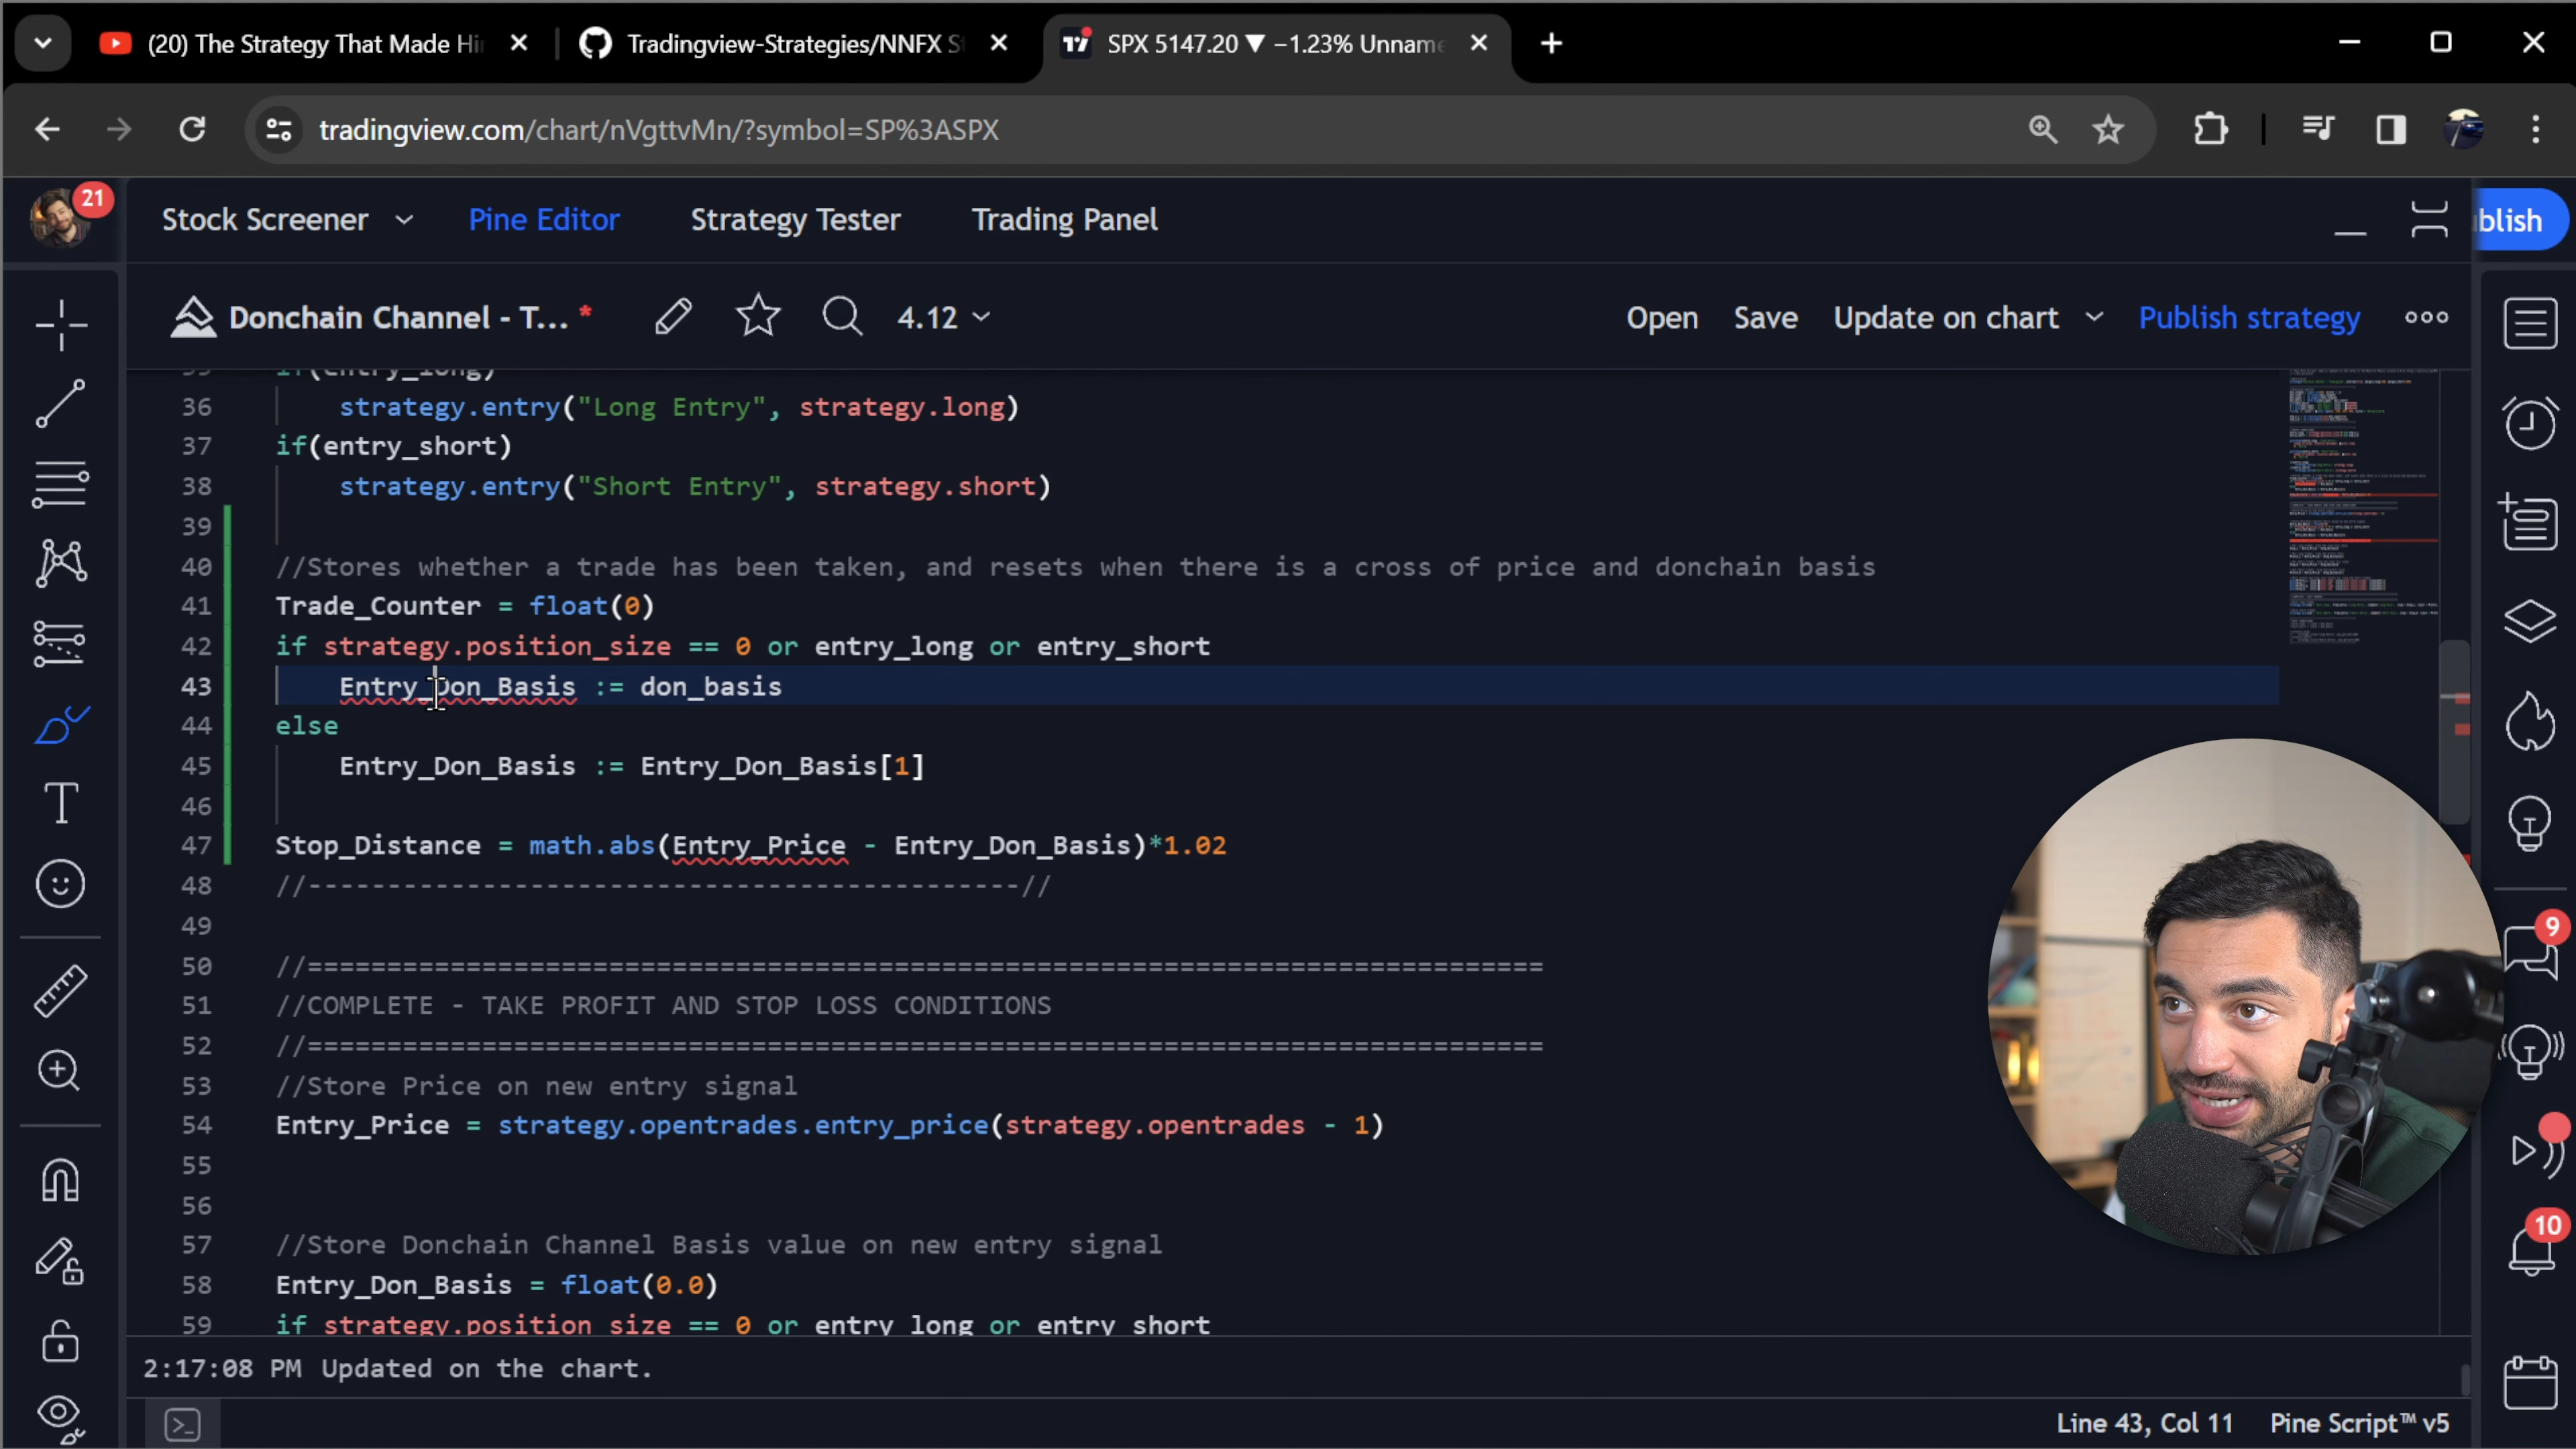 (20) The Strategy That Made Hi
Tradingview-Strategies/NNFX S
SPX 5147.20 ▼ −1.23% Unname
tradingview.com/chart/nVgttvMn/?symbol=SP%3ASPX
21
Stock Screener
Pine Editor
Strategy Tester
Trading Panel
blish
Donchain Channel - T... *
4.12
Open
Save
Update on chart
Publish strategy
35 if(entry_long)
36 strategy.entry("Long Entry", strategy.long)
37 if(entry_short)
38 strategy.entry("Short Entry", strategy.short)
39
40 //Stores whether a trade has been taken, and resets when there is a cross of price and donchain basis
41 Trade_Counter = float(0)
42 if strategy.position_size == 0 or entry_long or entry_short
43 Entry_Don_Basis := don_basis
44 else
45 Entry_Don_Basis := Entry_Don_Basis[1]
46
47 Stop_Distance = math.abs(Entry_Price - Entry_Don_Basis)*1.02
48 //---------------------------------------------//
49
50 //==============================================================================
51 //COMPLETE - TAKE PROFIT AND STOP LOSS CONDITIONS
52 //==============================================================================
53 //Store Price on new entry signal
54 Entry_Price = strategy.opentrades.entry_price(strategy.opentrades - 1)
55
56
57 //Store Donchain Channel Basis value on new entry signal
58 Entry_Don_Basis = float(0.0)
59 if strategy.position_size == 0 or entry_long or entry_short
9
10
2:17:08 PM Updated on the chart.
Line 43, Col 11
Pine Script™ v5